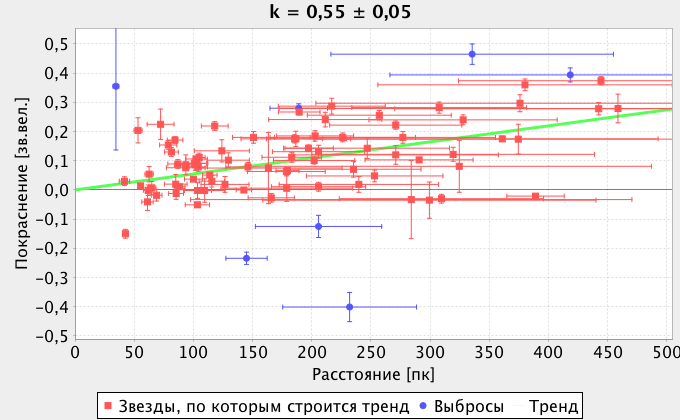 k = 0,55 ± 0,05
Покраснение [зв.вел.]
0,5
0,4
0,3
0,2
0,1
0,0
-0,1
-0,2
-0,3
-0,4
-0,5
0 50 100 150 200 250 300 350 400 450 500
Расстояние [пк]
Звезды, по которым строится тренд Выбросы Тренд